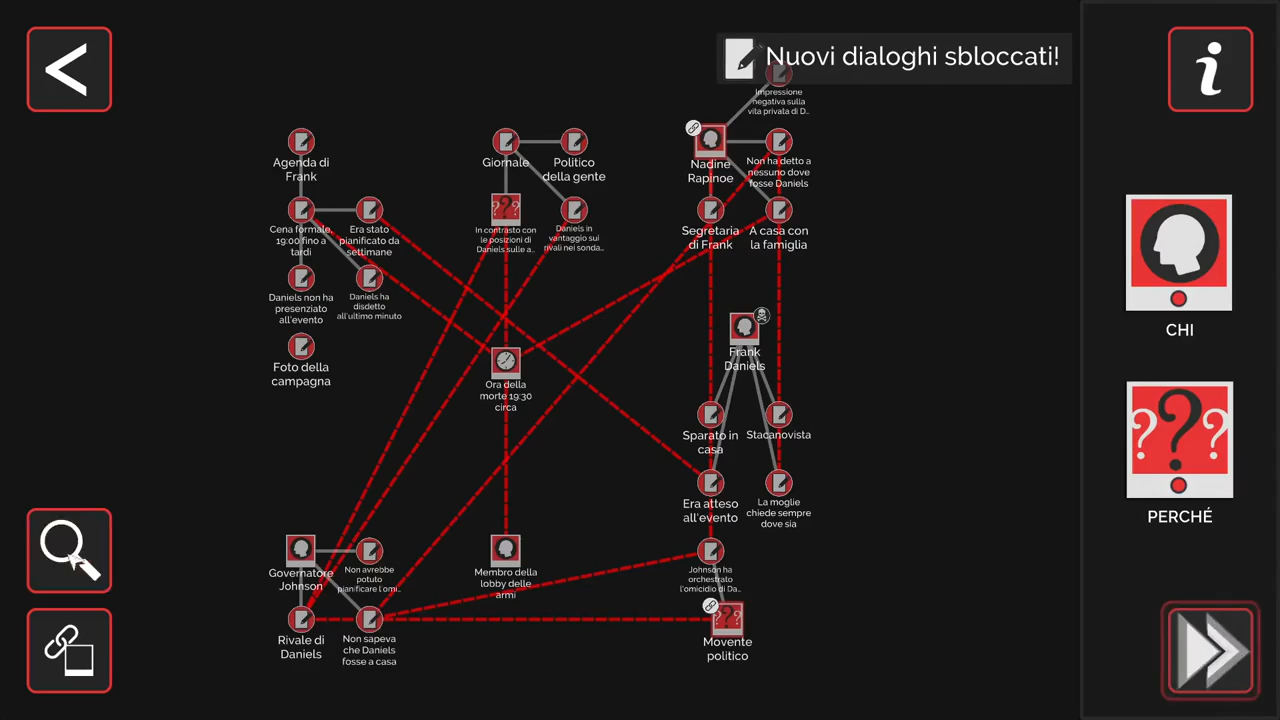 Nuovi dialoghi sbloccati!
Impressione
negativa sulla
vita privata di D...
Agenda di
Frank
Giornale
Politico
della gente
Nadine
Rapinoe
Non ha detto a
nessuno dove
fosse Daniels
Cena formale,
19:00 fino a
tardi
Era stato
pianificato da
settimane
In contrasto con
le posizioni di
Daniels sulle a...
Daniels in
vantaggio sui
rivali nei sonda...
Segretaria
di Frank
A casa con
la famiglia
Daniels non ha
presenziato
all'evento
Daniels ha
disdetto
all'ultimo minuto
Foto della
campagna
Ora della
morte 19:30
circa
Frank
Daniels
Sparato in
casa
Stacanovista
Era atteso
all'evento
La moglie
chiede sempre
dove sia
Governatore
Johnson
Non avrebbe
potuto
pianificare l'omi...
Membro della
lobby delle
armi
Johnson ha
orchestrato
l'omicidio di Da...
Rivale di
Daniels
Non sapeva
che Daniels
fosse a casa
Movente
politico
CHI
PERCHÉ